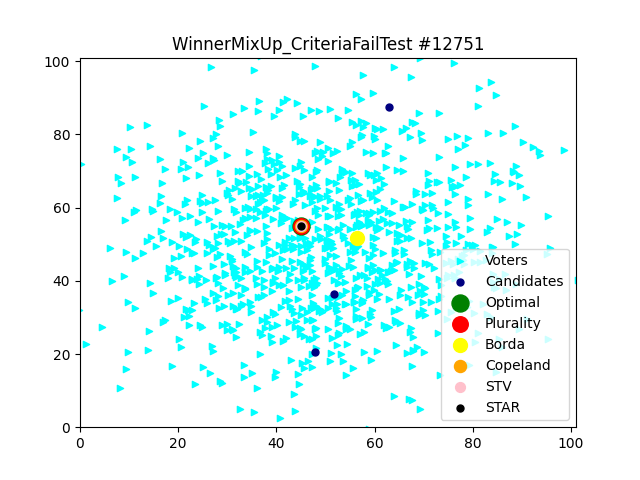 WinnerMixUp_CriteriaFailTest #12751
100
80
60
40
20
0
0
20
40
60
80
100
Voters
Candidates
Optimal
Plurality
Borda
Copeland
STV
STAR